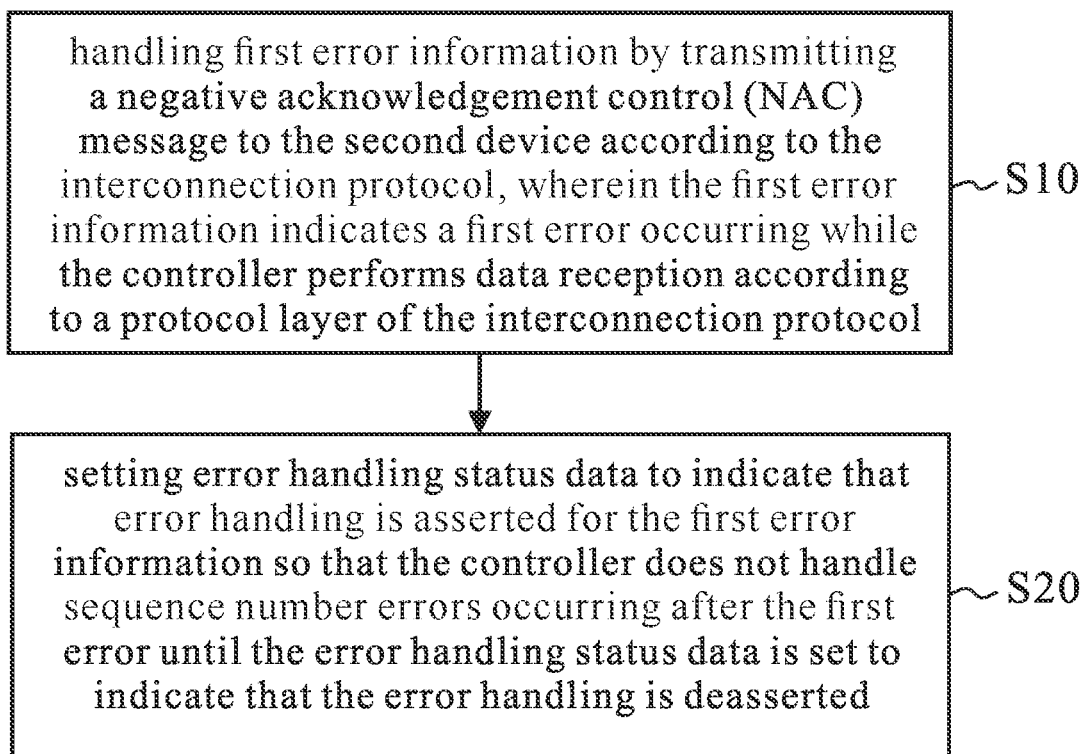 handling first error information by transmitting
a negative acknowledgement control (NAC)
message to the second device according to the
interconnection protocol, wherein the first error
information indicates a first error occurring while
the controller performs data reception according
to a protocol layer of the interconnection protocol
S10
setting error handling status data to indicate that
error handling is asserted for the first error
information so that the controller does not handle
sequence number errors occurring after the first
error until the error handling status data is set to
indicate that the error handling is deasserted
S20